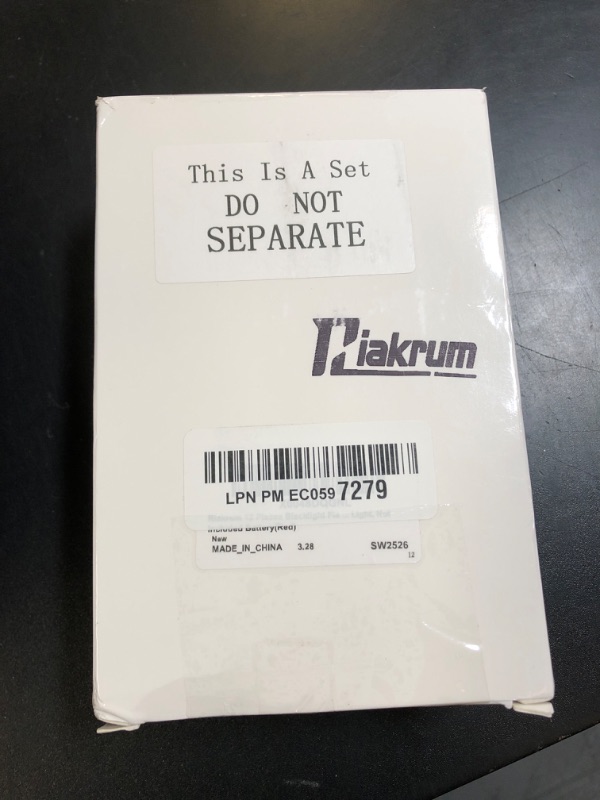 This Is A Set
DO NOT
SEPARATE
Riakrum
LPN PM EC0597279
Included Battery(Red)
New
MADE_IN_CHINA 3.28 SW2526
12